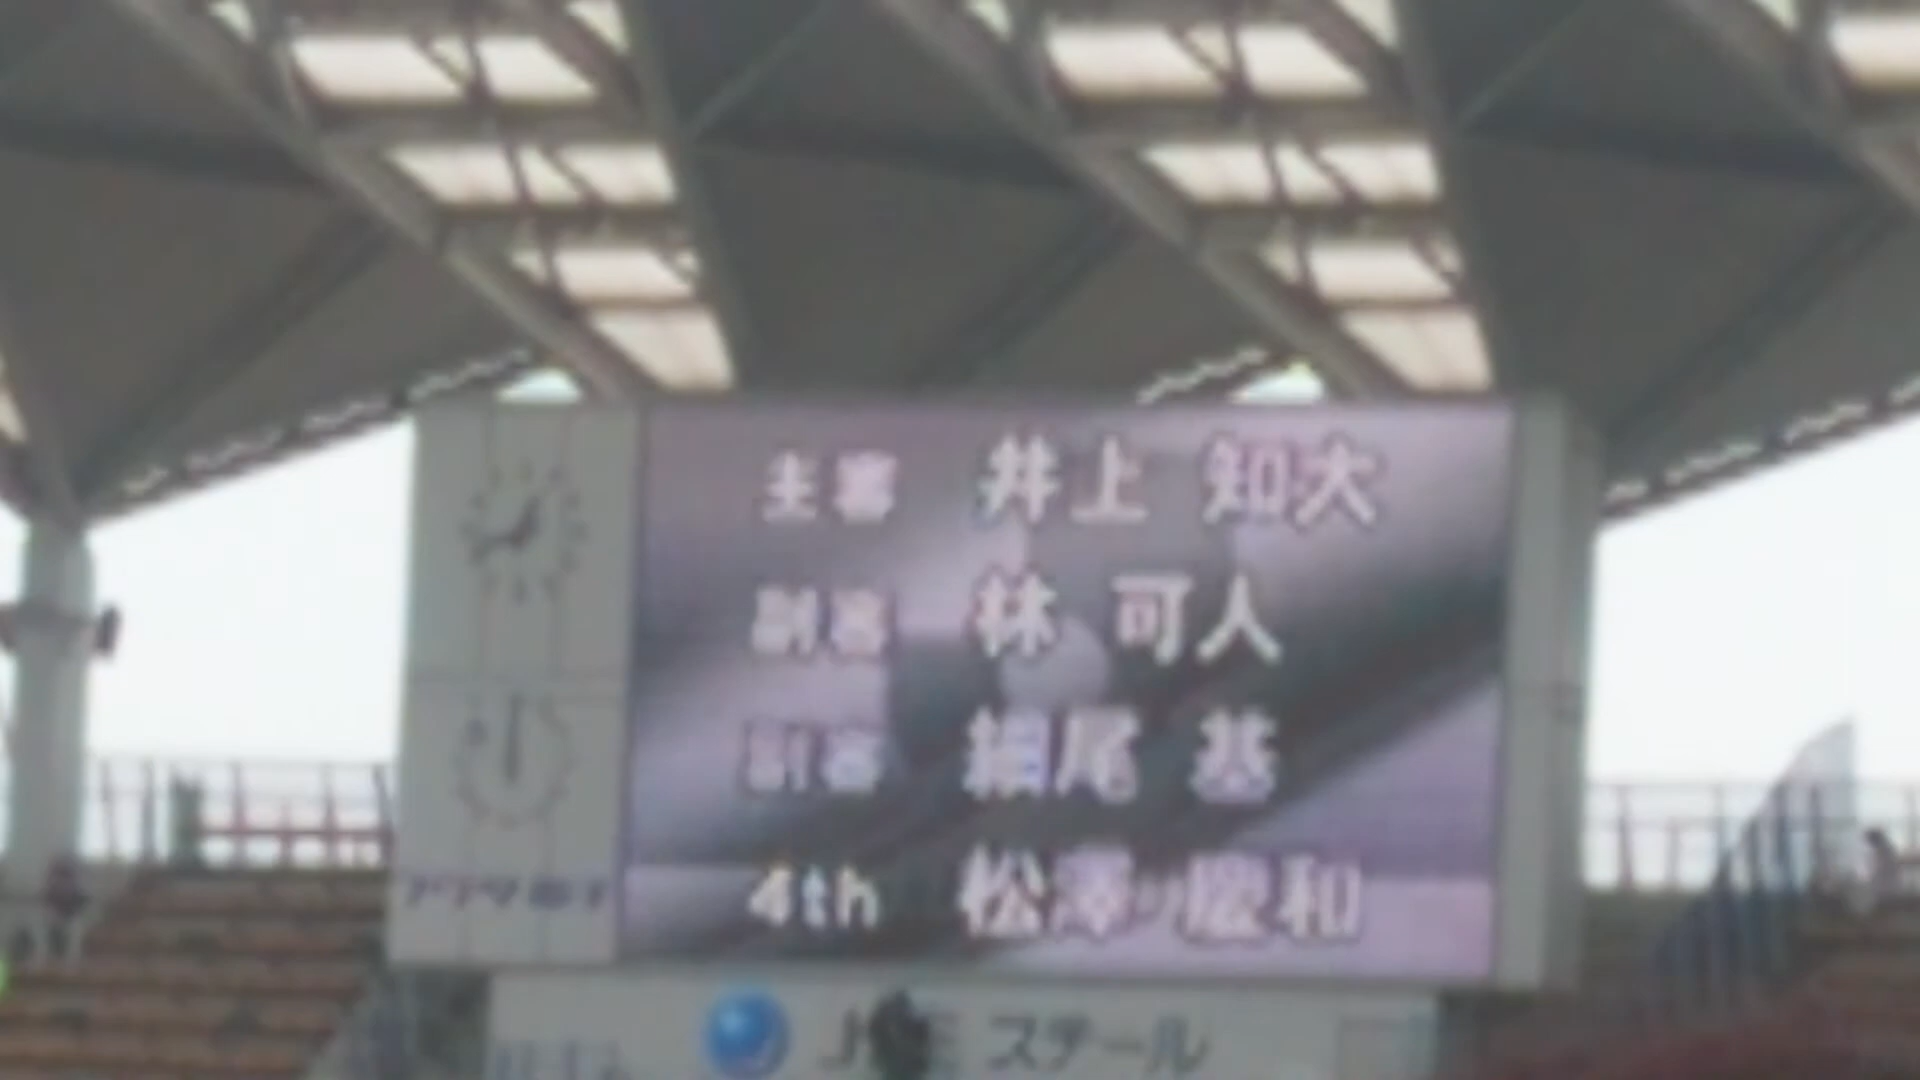 主審 井上 知大
副審 林 可人
副審 細尾 基
4th 松澤 慶和
JFE スチール